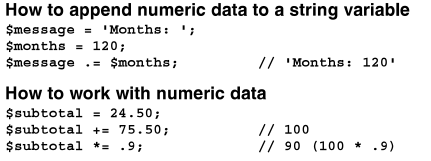 How to append numeric data to a string variable
$message = 'Months: ';
$months = 120;
$message .= $months;          // 'Months: 120'
How to work with numeric data
$subtotal = 24.50;
$subtotal += 75.50;           // 100
$subtotal *= .9;              // 90 (100 * .9)